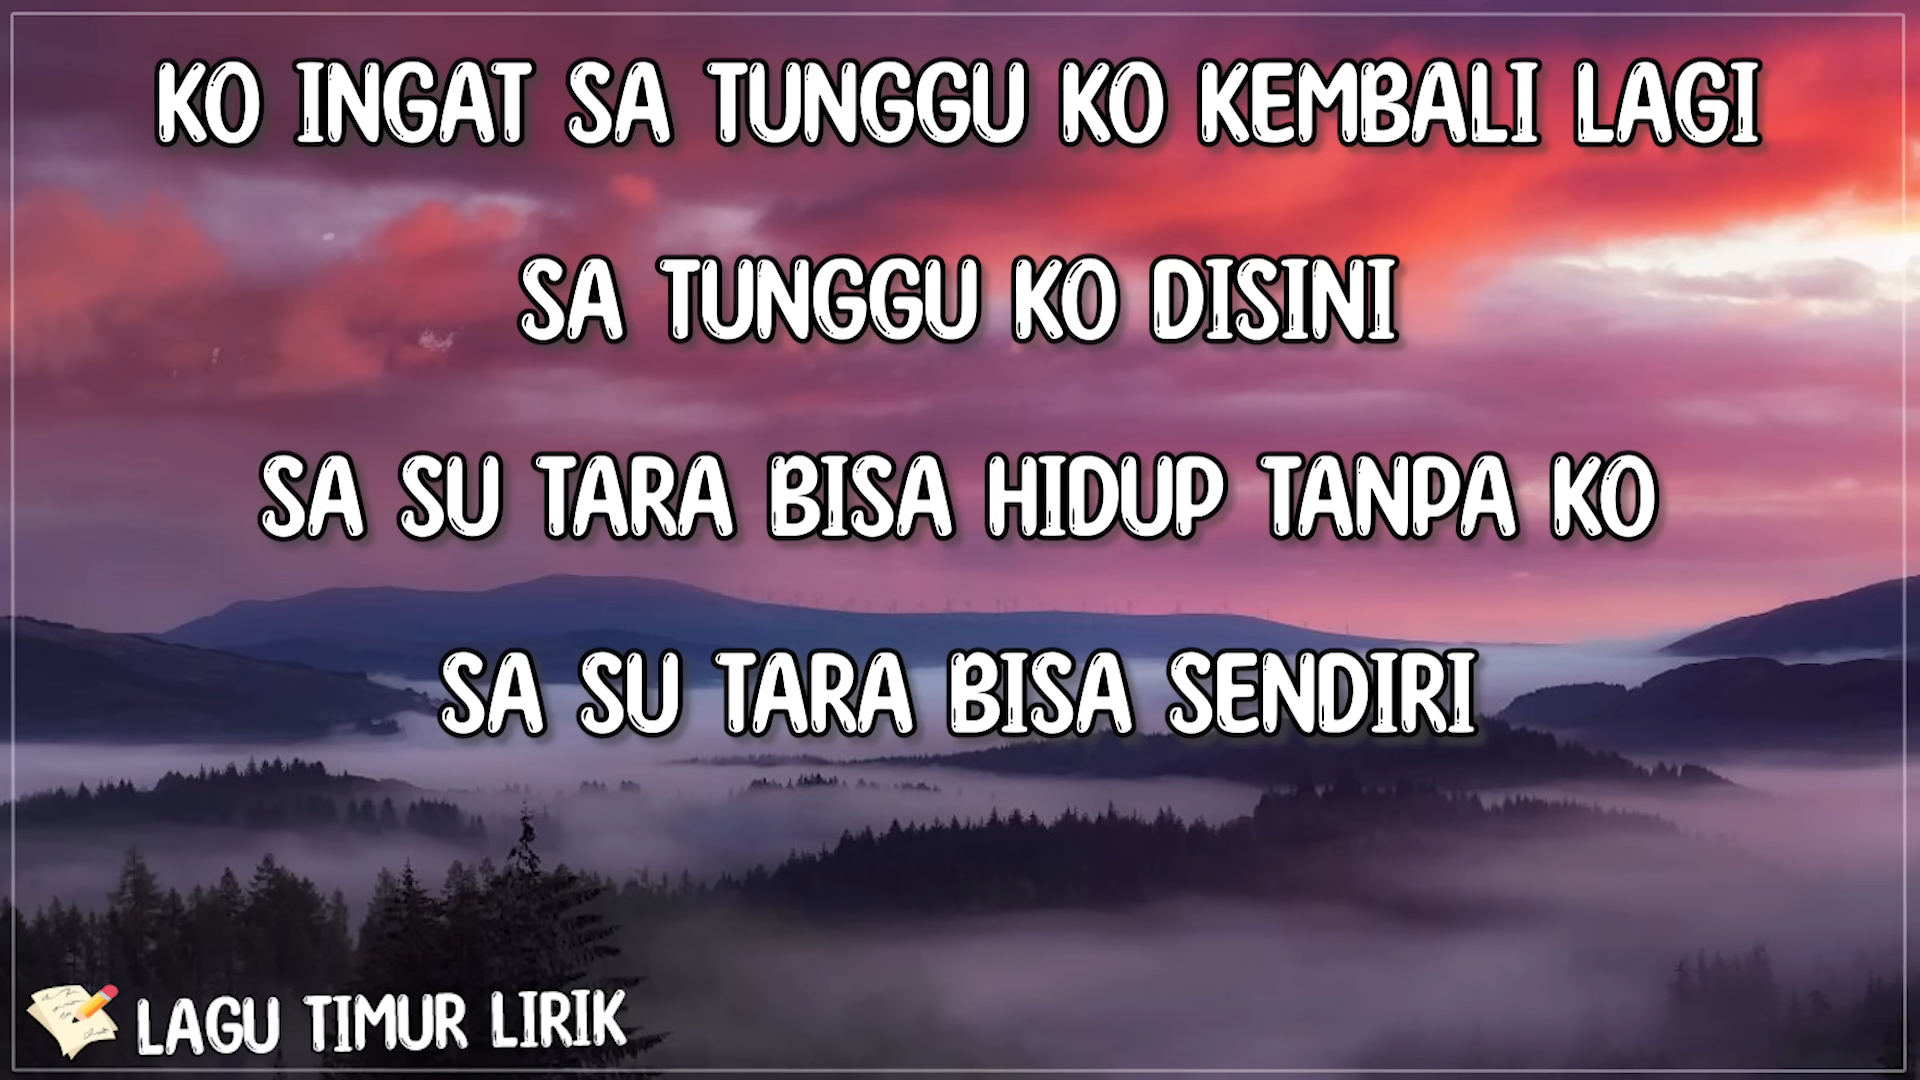 KO INGAT SA TUNGGU KO KEMBALI LAGI
SA TUNGGU KO DISINI
SA SU TARA BISA HIDUP TANPA KO
SA SU TARA BISA SENDIRI
LAGU TIMUR LIRIK